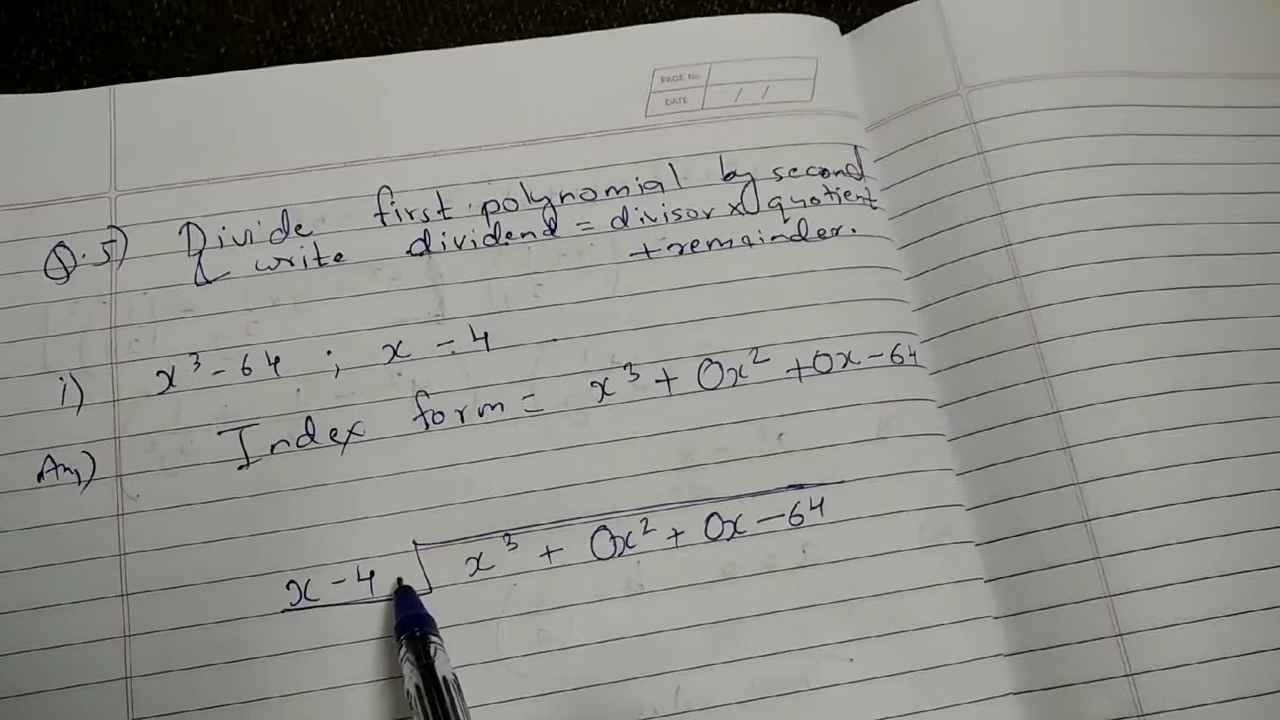 PAGE No.
DATE / /
Q.5) Divide first polynomial by second
& write dividend = divisor × quotient
+ remainder.
i) x³ - 64 ; x - 4
Ans) Index form = x³ + 0x² + 0x - 64
x - 4 x³ + 0x² + 0x - 64